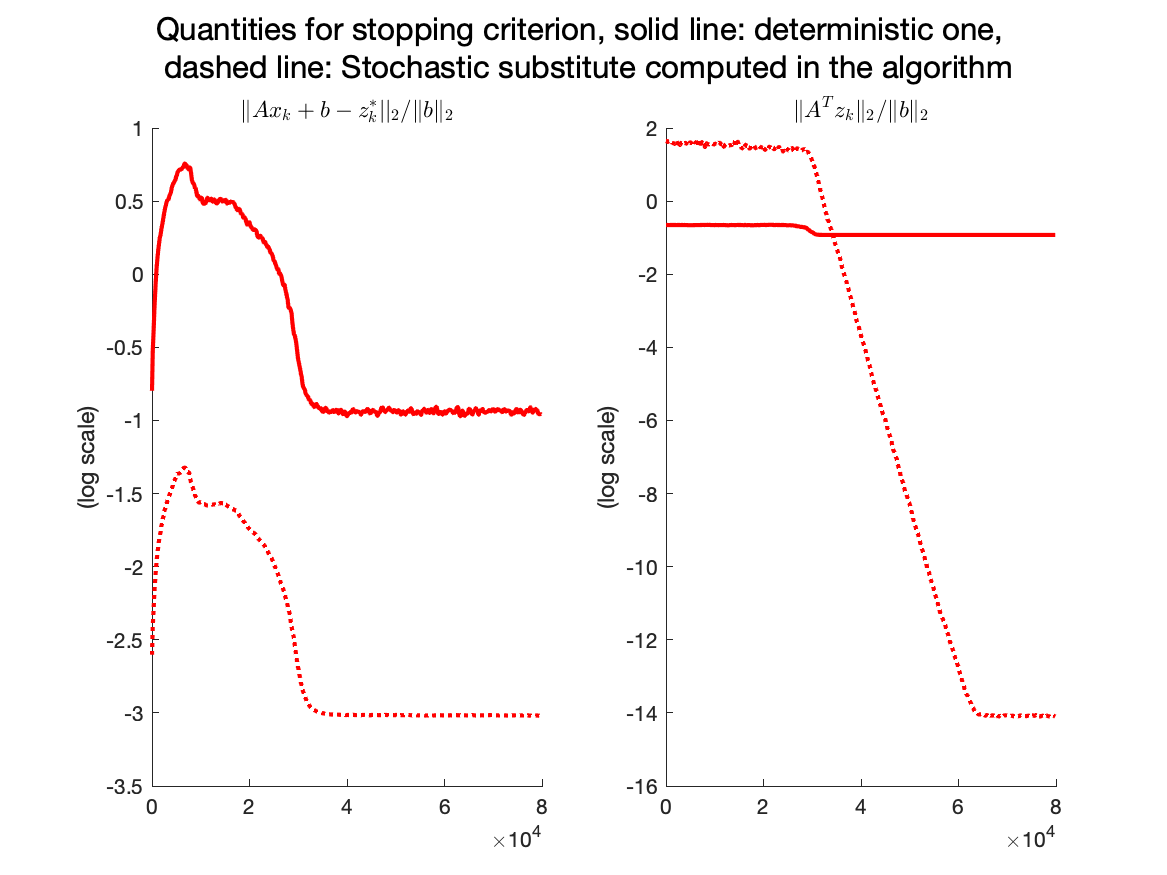 Quantities for stopping criterion, solid line: deterministic one,
dashed line: Stochastic substitute computed in the algorithm
‖Ax_k + b − z_k^*||_2/‖b‖_2
1
0.5
0
-0.5
-1
-1.5
-2
-2.5
-3
-3.5
(log scale)
0 2 4 6 8
×10^4
‖A^T z_k‖_2/‖b‖_2
2
0
-2
-4
-6
-8
-10
-12
-14
-16
(log scale)
0 2 4 6 8
×10^4